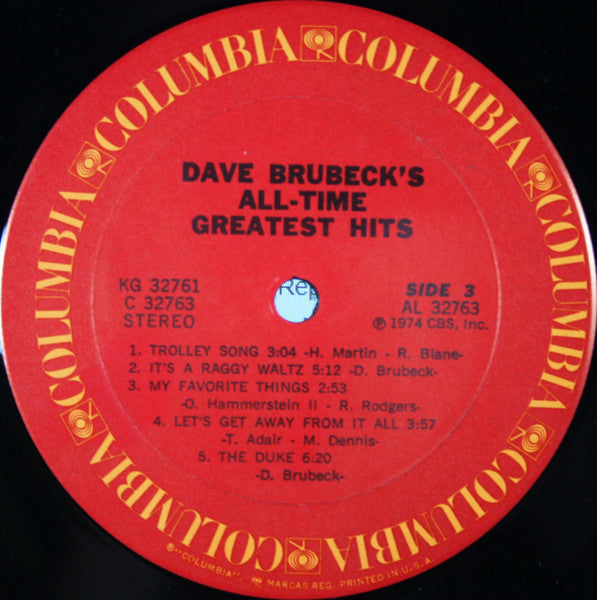 COLUMBIA COLUMBIA COLUMBIA COLUMBIA COLUMBIA COLUMBIA
DAVE BRUBECK'S
ALL-TIME
GREATEST HITS
KG 32761
C 32763
STEREO
Rep
SIDE 3
AL 32763
Ⓟ 1974 CBS, Inc.
1. TROLLEY SONG 3:04 -H. Martin - R. Blane-
2. IT'S A RAGGY WALTZ 5:12 -D. Brubeck-
3. MY FAVORITE THINGS 2:53
-O. Hammerstein II - R. Rodgers-
4. LET'S GET AWAY FROM IT ALL 3:57
-T. Adair - M. Dennis-
5. THE DUKE 6:20
-D. Brubeck-
®"COLUMBIA", MARCAS REG. PRINTED IN U.S.A.